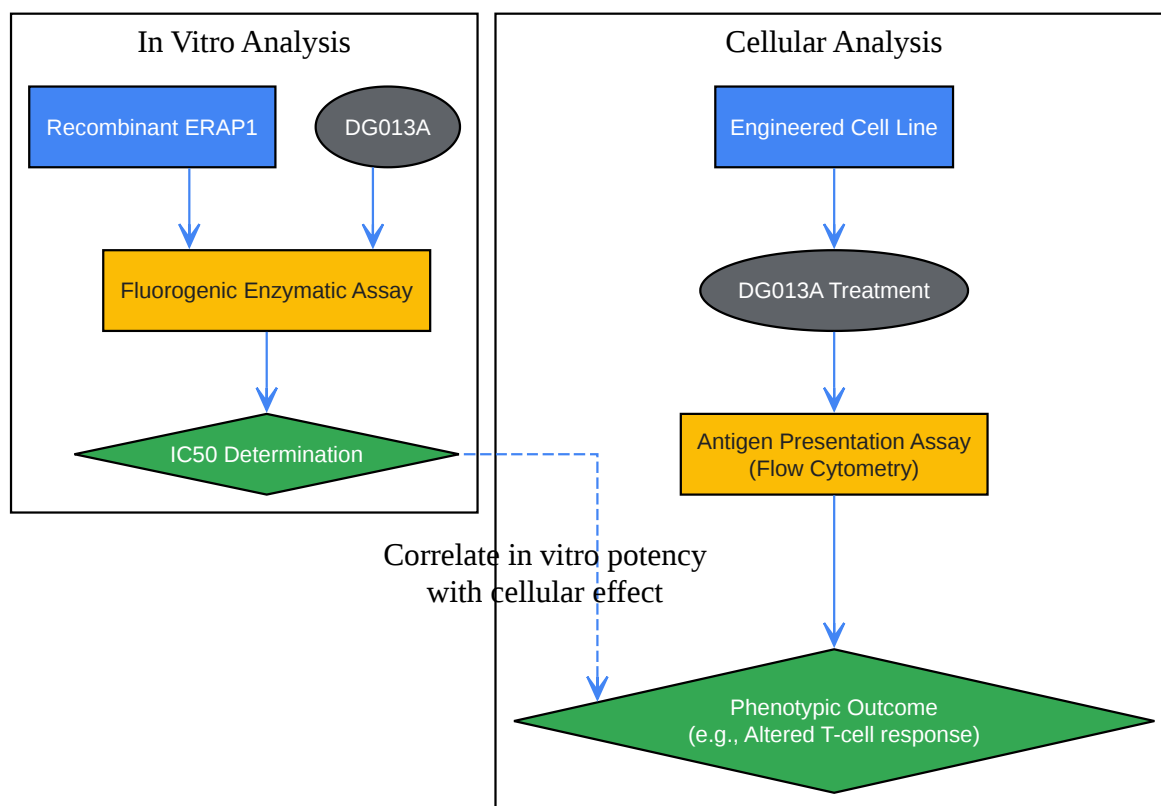 In Vitro Analysis
Recombinant ERAP1
DG013A
Fluorogenic Enzymatic Assay
IC50 Determination
Correlate in vitro potency
with cellular effect
Cellular Analysis
Engineered Cell Line
DG013A Treatment
Antigen Presentation Assay
(Flow Cytometry)
Phenotypic Outcome
(e.g., Altered T-cell response)